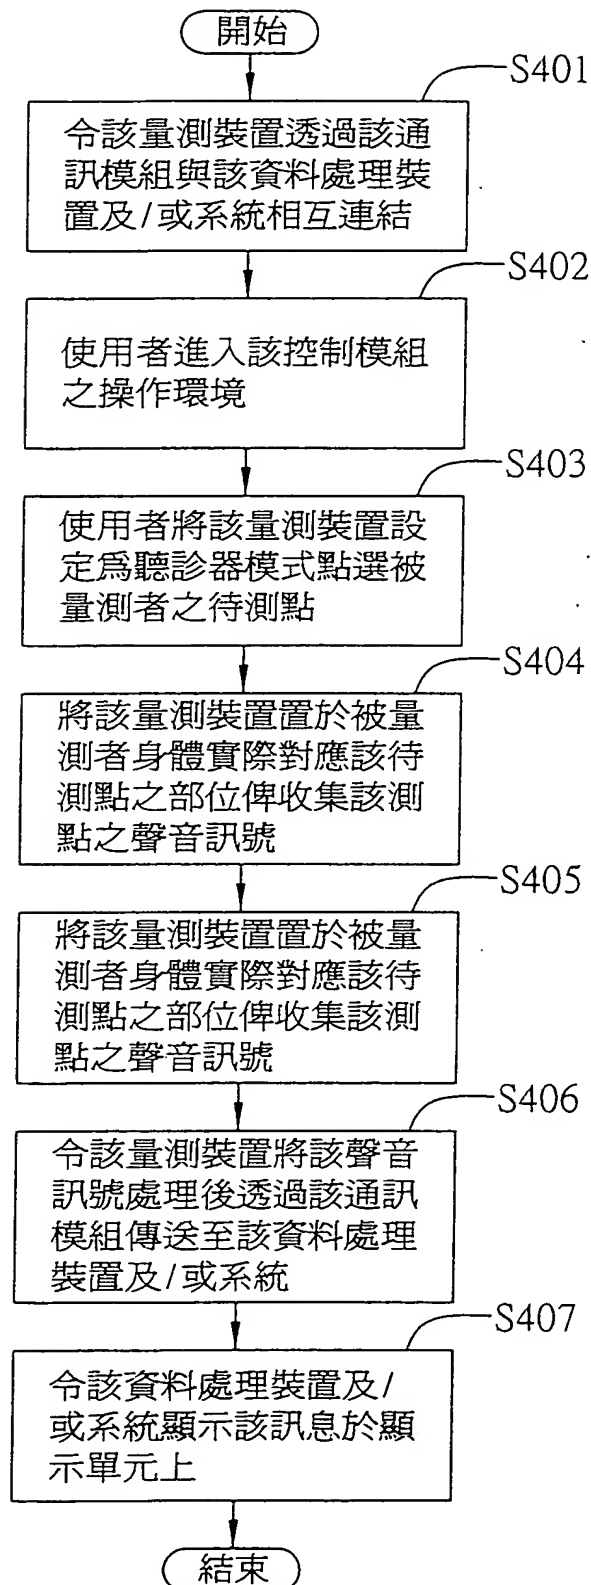 開始
S401
令該量測裝置透過該通
訊模組與該資料處理裝
置及/或系統相互連結
S402
使用者進入該控制模組
之操作環境
S403
使用者將該量測裝置設
定爲聽診器模式點選被
量測者之待測點
S404
將該量測裝置置於被量
測者身體實際對應該待
測點之部位俾收集該測
點之聲音訊號
S405
將該量測裝置置於被量
測者身體實際對應該待
測點之部位俾收集該測
點之聲音訊號
S406
令該量測裝置將該聲音
訊號處理後透過該通訊
模組傳送至該資料處理
裝置及/或系統
S407
令該資料處理裝置及/
或系統顯示該訊息於顯
示單元上
結束